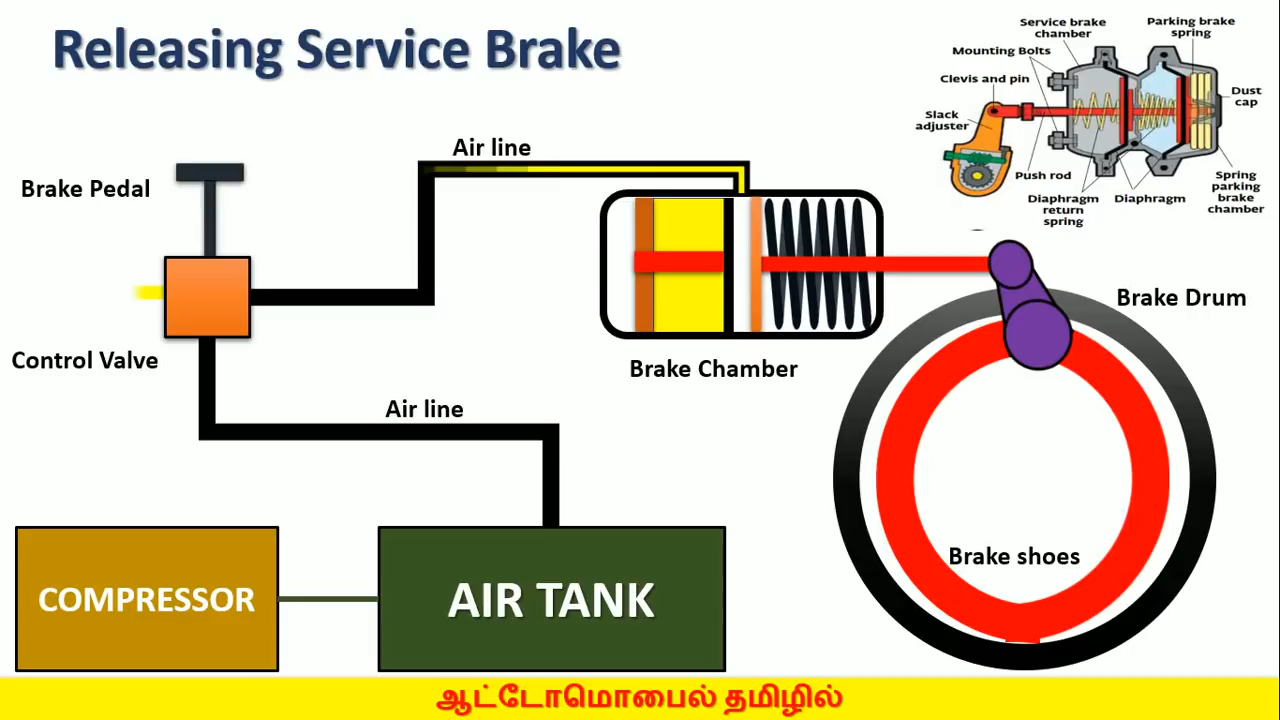 Releasing Service Brake
Service brake
chamber
Parking brake
spring
Mounting Bolts
Clevis and pin
Dust
cap
Slack
adjuster
Push rod
Diaphragm
return
spring
Diaphragm
Spring
parking
brake
chamber
Air line
Brake Pedal
Brake Drum
Control Valve
Brake Chamber
Air line
Brake shoes
COMPRESSOR
AIR TANK
ஆட்டோமொபைல் தமிழில்